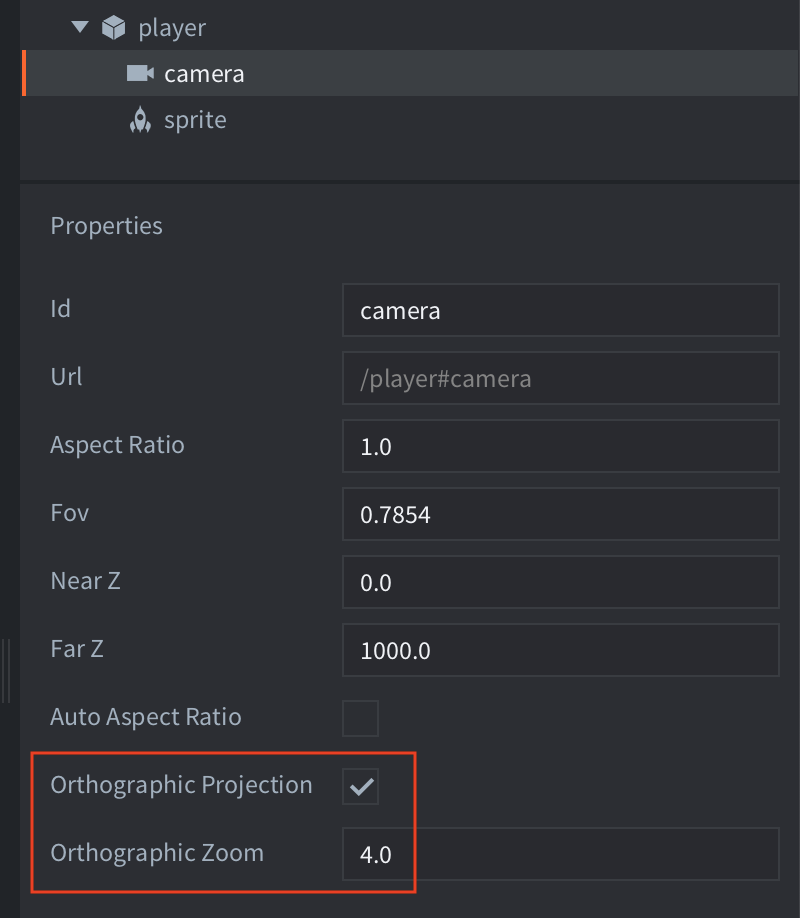 player
camera
sprite
Properties
Id camera
Url /player#camera
Aspect Ratio 1.0
Fov 0.7854
Near Z 0.0
Far Z 1000.0
Auto Aspect Ratio
Orthographic Projection
Orthographic Zoom 4.0